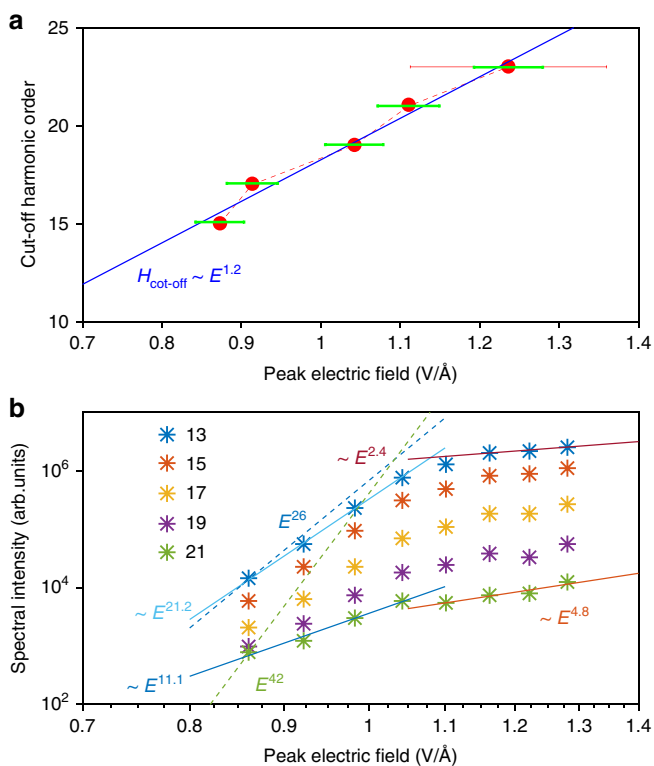 a
25
20
15
10
Cut-off harmonic order
H_cot-off ~ E^1.2
0.7 0.8 0.9 1 1.1 1.2 1.3 1.4
Peak electric field (V/Å)
b
10^6
10^4
10^2
Spectral intensity (arb.units)
13
15
17
19
21
~ E^2.4
E^26
~ E^21.2
~ E^11.1
E^42
~ E^4.8
0.7 0.8 0.9 1 1.1 1.2 1.3 1.4
Peak electric field (V/Å)